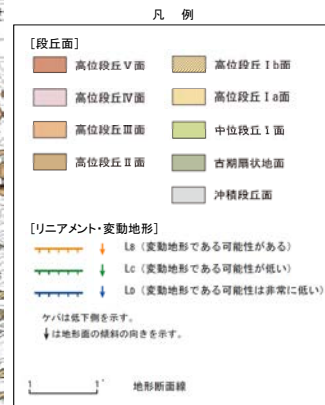 凡 例
[段丘面]
高位段丘Ⅴ面
高位段丘Ⅳ面
高位段丘Ⅲ面
高位段丘Ⅱ面
高位段丘Ⅰb面
高位段丘Ⅰa面
中位段丘Ⅰ面
古期扇状地面
沖積段丘面
[リニアメント・変動地形]
LB (変動地形である可能性がある)
LC (変動地形である可能性が低い)
LD (変動地形である可能性は非常に低い)
ケバは低下側を示す。
↓は地形面の傾斜の向きを示す。
1 1' 地形断面線